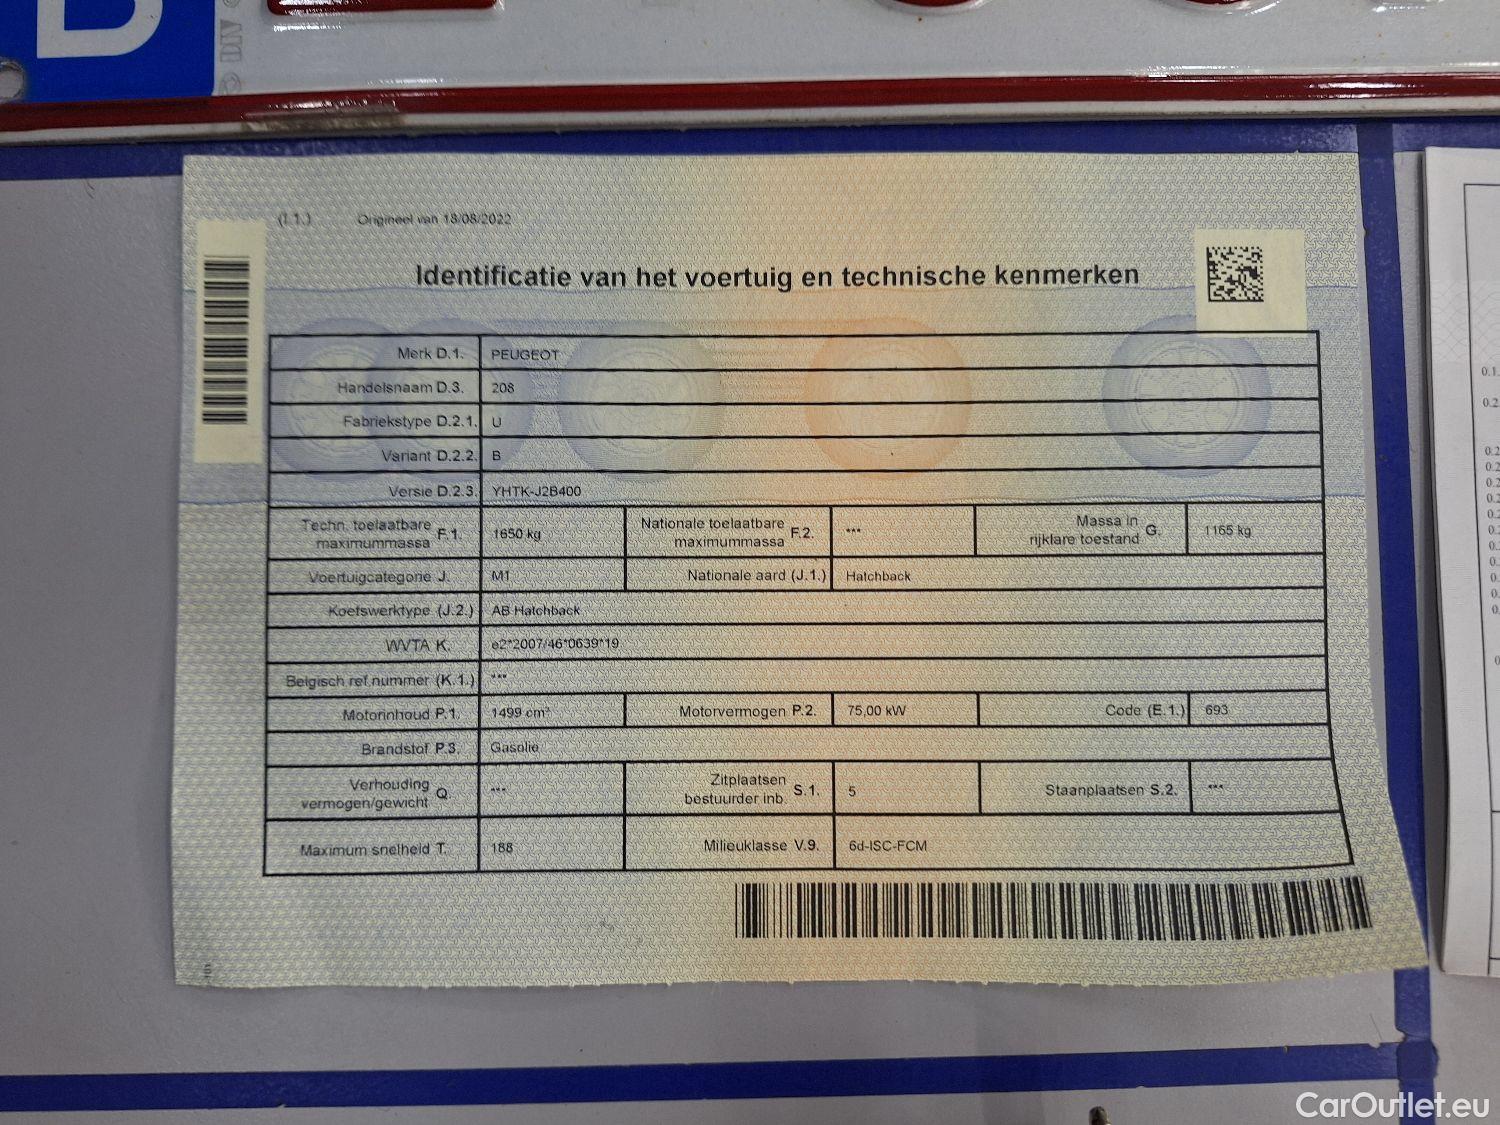 B
(I.1.) Origineel van 18/08/2022
Identificatie van het voertuig en technische kenmerken
Merk D.1. PEUGEOT
Handelsnaam D.3. 208
Fabriekstype D.2.1. U
Variant D.2.2. B
Versie D.2.3. YHTK-J2B400
Techn. toelaatbare maximummassa F.1. 1650 kg Nationale toelaatbare maximummassa F.2. *** Massa in rijklare toestand G. 1165 kg
Voertuigcategorie J. M1 Nationale aard (J.1.) Hatchback
Koetswerktype (J.2.) AB Hatchback
WVTA K. e2*2007/46*0639*19
Belgisch ref.nummer (K.1.) ***
Motorinhoud P.1. 1499 cm³ Motorvermogen P.2. 75,00 kW Code (E.1.) 693
Brandstof P.3. Gasolie
Verhouding vermogen/gewicht Q. *** Zitplaatsen bestuurder inb. S.1. 5 Staanplaatsen S.2. ***
Maximum snelheid T. 188 Milieuklasse V.9. 6d-ISC-FCM
CarOutlet.eu